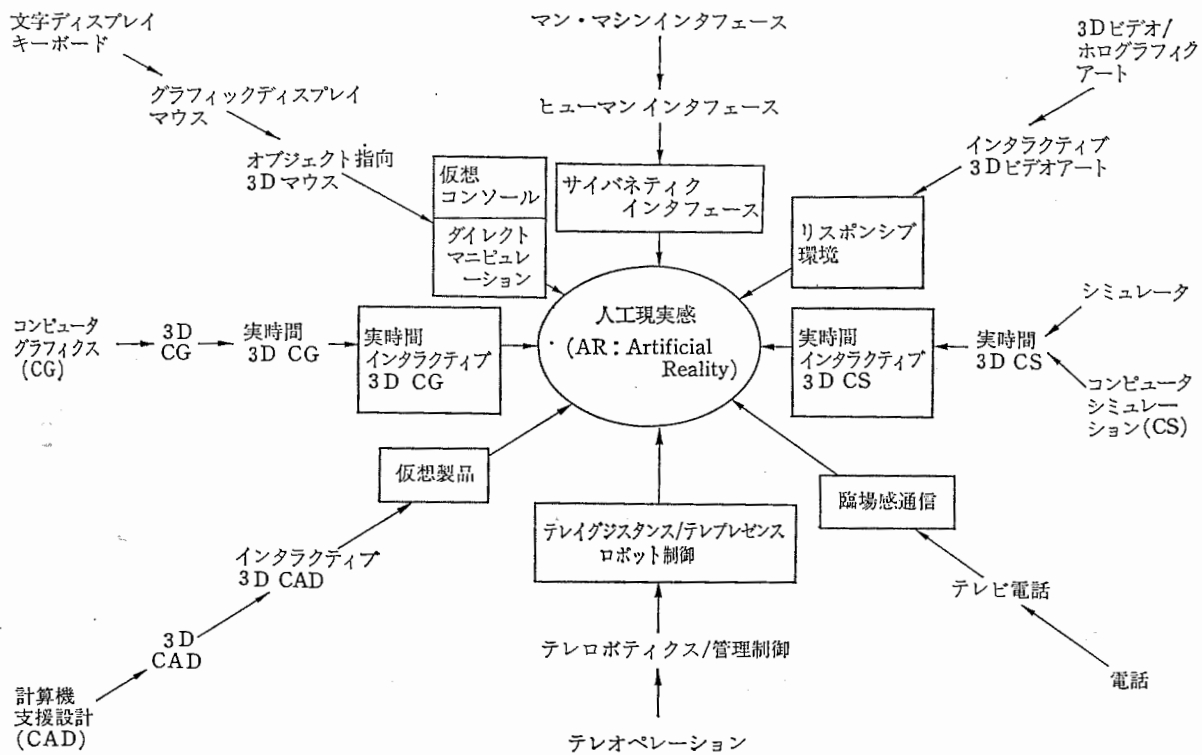 文字ディスプレイ
キーボード
グラフィックディスプレイ
マウス
オブジェクト指向
3Dマウス
仮想
コンソール
ダイレクト
マニピュレ
ーション
マン・マシンインタフェース
ヒューマン インタフェース
サイバネティク
インタフェース
3Dビデオ/
ホログラフィク
アート
インタラクティブ
3Dビデオアート
リスポンシブ
環境
コンピュータ
グラフィクス
(CG)
3D
CG
実時間
3D CG
実時間
インタラクティブ
3D CG
人工現実感
(AR:Artificial
Reality)
実時間
インタラクティブ
3D CS
実時間
3D CS
シミュレータ
コンピュータ
シミュレー
ション(CS)
計算機
支援設計
(CAD)
3D
CAD
インタラクティブ
3D CAD
仮想製品
テレイグジスタンス/テレプレゼンス
ロボット制御
テレロボティクス/管理制御
テレオペレーション
臨場感通信
テレビ電話
電話